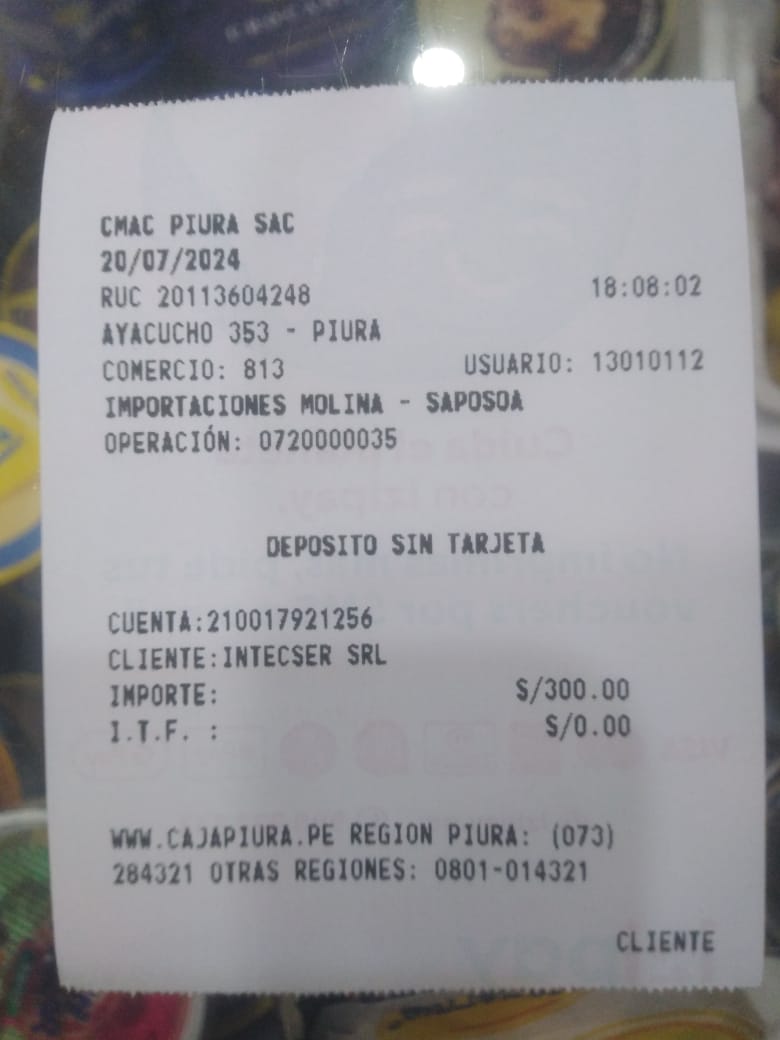 CMAC PIURA SAC
20/07/2024
RUC 20113604248 18:08:02
AYACUCHO 353 - PIURA
COMERCIO: 813 USUARIO: 13010112
IMPORTACIONES MOLINA - SAPOSOA
OPERACIÓN: 0720000035
DEPOSITO SIN TARJETA
CUENTA:210017921256
CLIENTE:INTECSER SRL
IMPORTE: S/300.00
I.T.F. : S/0.00
WWW.CAJAPIURA.PE REGION PIURA: (073)
284321 OTRAS REGIONES: 0801-014321
CLIENTE